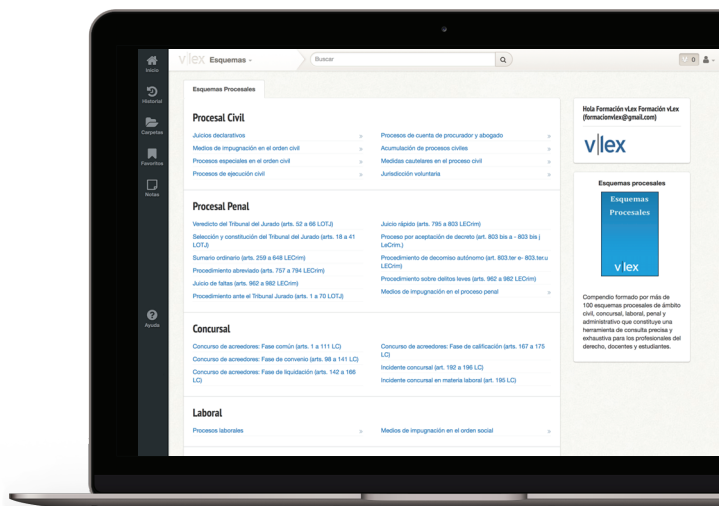 Inicio
Historial
Carpetas
Favoritos
Notas
Ayuda
v|lex Esquemas
Buscar
0
Esquemas Procesales
Procesal Civil
Juicios declarativos »
Medios de impugnación en el orden civil »
Procesos especiales en el orden civil »
Procesos de ejecución civil »
Procesos de cuenta de procurador y abogado »
Acumulación de procesos civiles »
Medidas cautelares en el proceso civil »
Jurisdicción voluntaria »
Procesal Penal
Veredicto del Tribunal del Jurado (arts. 52 a 66 LOTJ)
Selección y constitución del Tribunal del Jurado (arts. 18 a 41
LOTJ)
Sumario ordinario (arts. 259 a 648 LECrim)
Procedimiento abreviado (arts. 757 a 794 LECrim)
Juicio de faltas (arts. 962 a 982 LECrim)
Procedimiento ante el Tribunal Jurado (arts. 1 a 70 LOTJ)
Juicio rápido (arts. 795 a 803 LECrim)
Proceso por aceptación de decreto (art. 803 bis a - 803 bis j
LeCrim.)
Procedimiento de decomiso autónomo (art. 803.ter e- 803.ter.u
LECrim)
Procedimiento sobre delitos leves (arts. 962 a 982 LECrim)
Medios de impugnación en el proceso penal »
Concursal
Concurso de acreedores: Fase común (arts. 1 a 111 LC)
Concurso de acreedores: Fase de convenio (arts. 98 a 141 LC)
Concurso de acreedores: Fase de liquidación (arts. 142 a 166
LC)
Concurso de acreedores: Fase de calificación (arts. 167 a 175
LC)
Incidente concursal (art. 192 a 196 LC)
Incidente concursal en materia laboral (art. 195 LC)
Laboral
Procesos laborales »
Medios de impugnación en el orden social »
Hola Formación vLex Formación vLex
(formacionvlex@gmail.com)
v|lex
Esquemas procesales
Esquemas
Procesales
v|lex
Compendio formado por más de
100 esquemas procesales de ámbito
civil, concursal, laboral, penal y
administrativo que constituye una
herramienta de consulta precisa y
exhaustiva para los profesionales del
derecho, docentes y estudiantes.